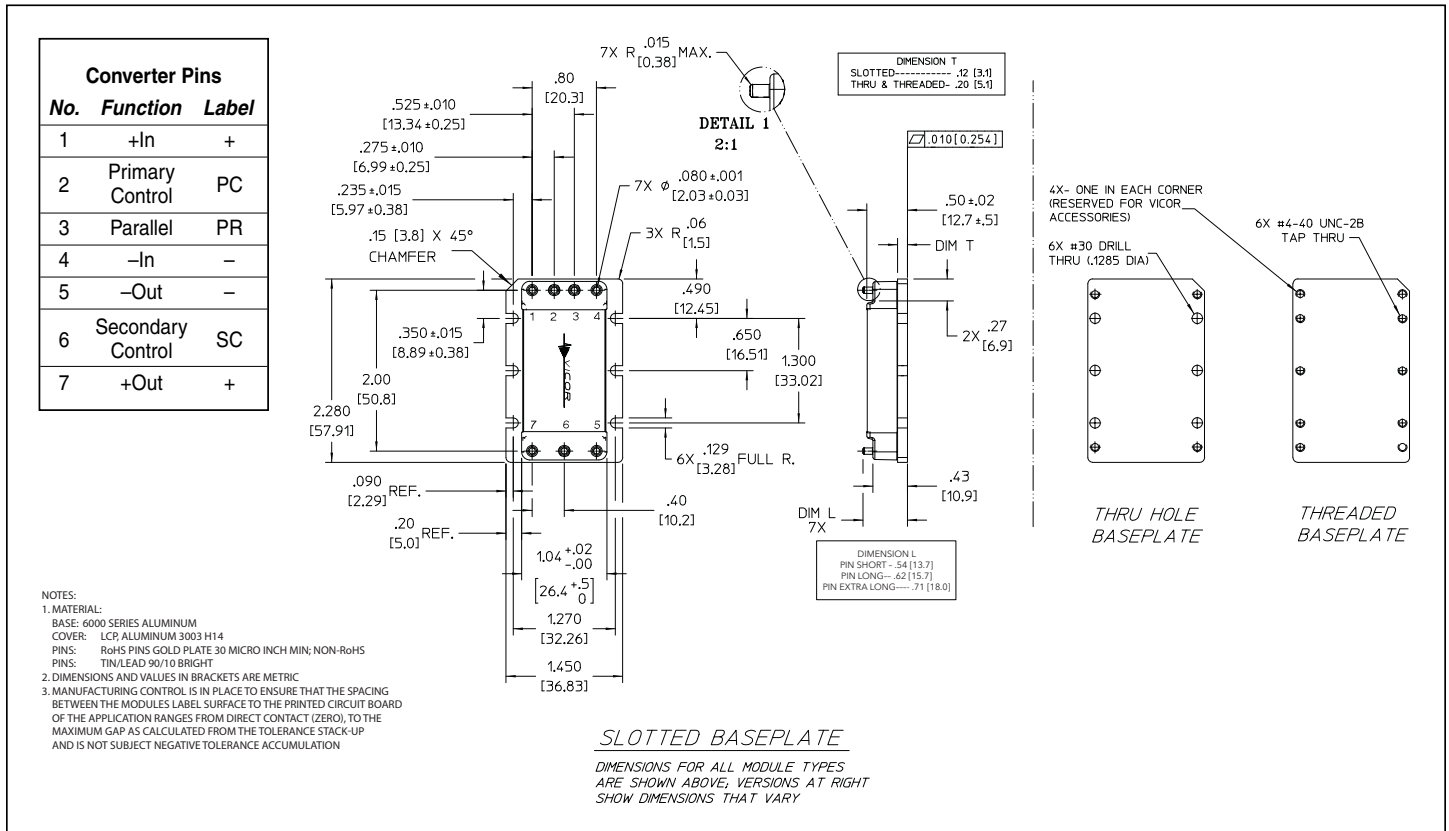 Converter Pins
No. Function Label
1 +In +
2 Primary Control PC
3 Parallel PR
4 –In –
5 –Out –
6 Secondary Control SC
7 +Out +
7X R .015 [0.38] MAX.
.80
[20.3]
.525 ±.010
[13.34 ±0.25]
.275 ±.010
[6.99 ±0.25]
.235 ±.015
[5.97 ±0.38]
.15 [3.8] X 45°
CHAMFER
DETAIL 1
2:1
7X ø .080 ±.001
[2.03 ±0.03]
3X R .06
[1.5]
.490
[12.45]
.350 ±.015
[8.89 ±0.38]
.650
[16.51]
1.300
[33.02]
2.00
[50.8]
2.280
[57.91]
1 2 3 4
VICOR
7 6 5
6X .129 FULL R.
[3.28]
.090 REF.
[2.29]
.20 REF.
[5.0]
.40
[10.2]
1.04 +.02 -.00
[26.4 +.5 0]
1.270
[32.26]
1.450
[36.83]
DIMENSION T
SLOTTED----------- .12 [3.1]
THRU & THREADED- .20 [5.1]
.010[0.254]
.50 ±.02
[12.7 ±.5]
DIM T
2X .27
[6.9]
.43
[10.9]
DIM L
7X
DIMENSION L
PIN SHORT - .54 [13.7]
PIN LONG-- .62 [15.7]
PIN EXTRA LONG---- .71 [18.0]
4X- ONE IN EACH CORNER
(RESERVED FOR VICOR
ACCESSORIES)
6X #30 DRILL
THRU (.1285 DIA)
6X #4-40 UNC-2B
TAP THRU
THRU HOLE
BASEPLATE
THREADED
BASEPLATE
NOTES:
1. MATERIAL:
BASE: 6000 SERIES ALUMINUM
COVER: LCP, ALUMINUM 3003 H14
PINS: RoHS PINS GOLD PLATE 30 MICRO INCH MIN; NON-RoHS
PINS: TIN/LEAD 90/10 BRIGHT
2. DIMENSIONS AND VALUES IN BRACKETS ARE METRIC
3. MANUFACTURING CONTROL IS IN PLACE TO ENSURE THAT THE SPACING
BETWEEN THE MODULES LABEL SURFACE TO THE PRINTED CIRCUIT BOARD
OF THE APPLICATION RANGES FROM DIRECT CONTACT (ZERO), TO THE
MAXIMUM GAP AS CALCULATED FROM THE TOLERANCE STACK-UP
AND IS NOT SUBJECT NEGATIVE TOLERANCE ACCUMULATION
SLOTTED BASEPLATE
DIMENSIONS FOR ALL MODULE TYPES
ARE SHOWN ABOVE; VERSIONS AT RIGHT
SHOW DIMENSIONS THAT VARY